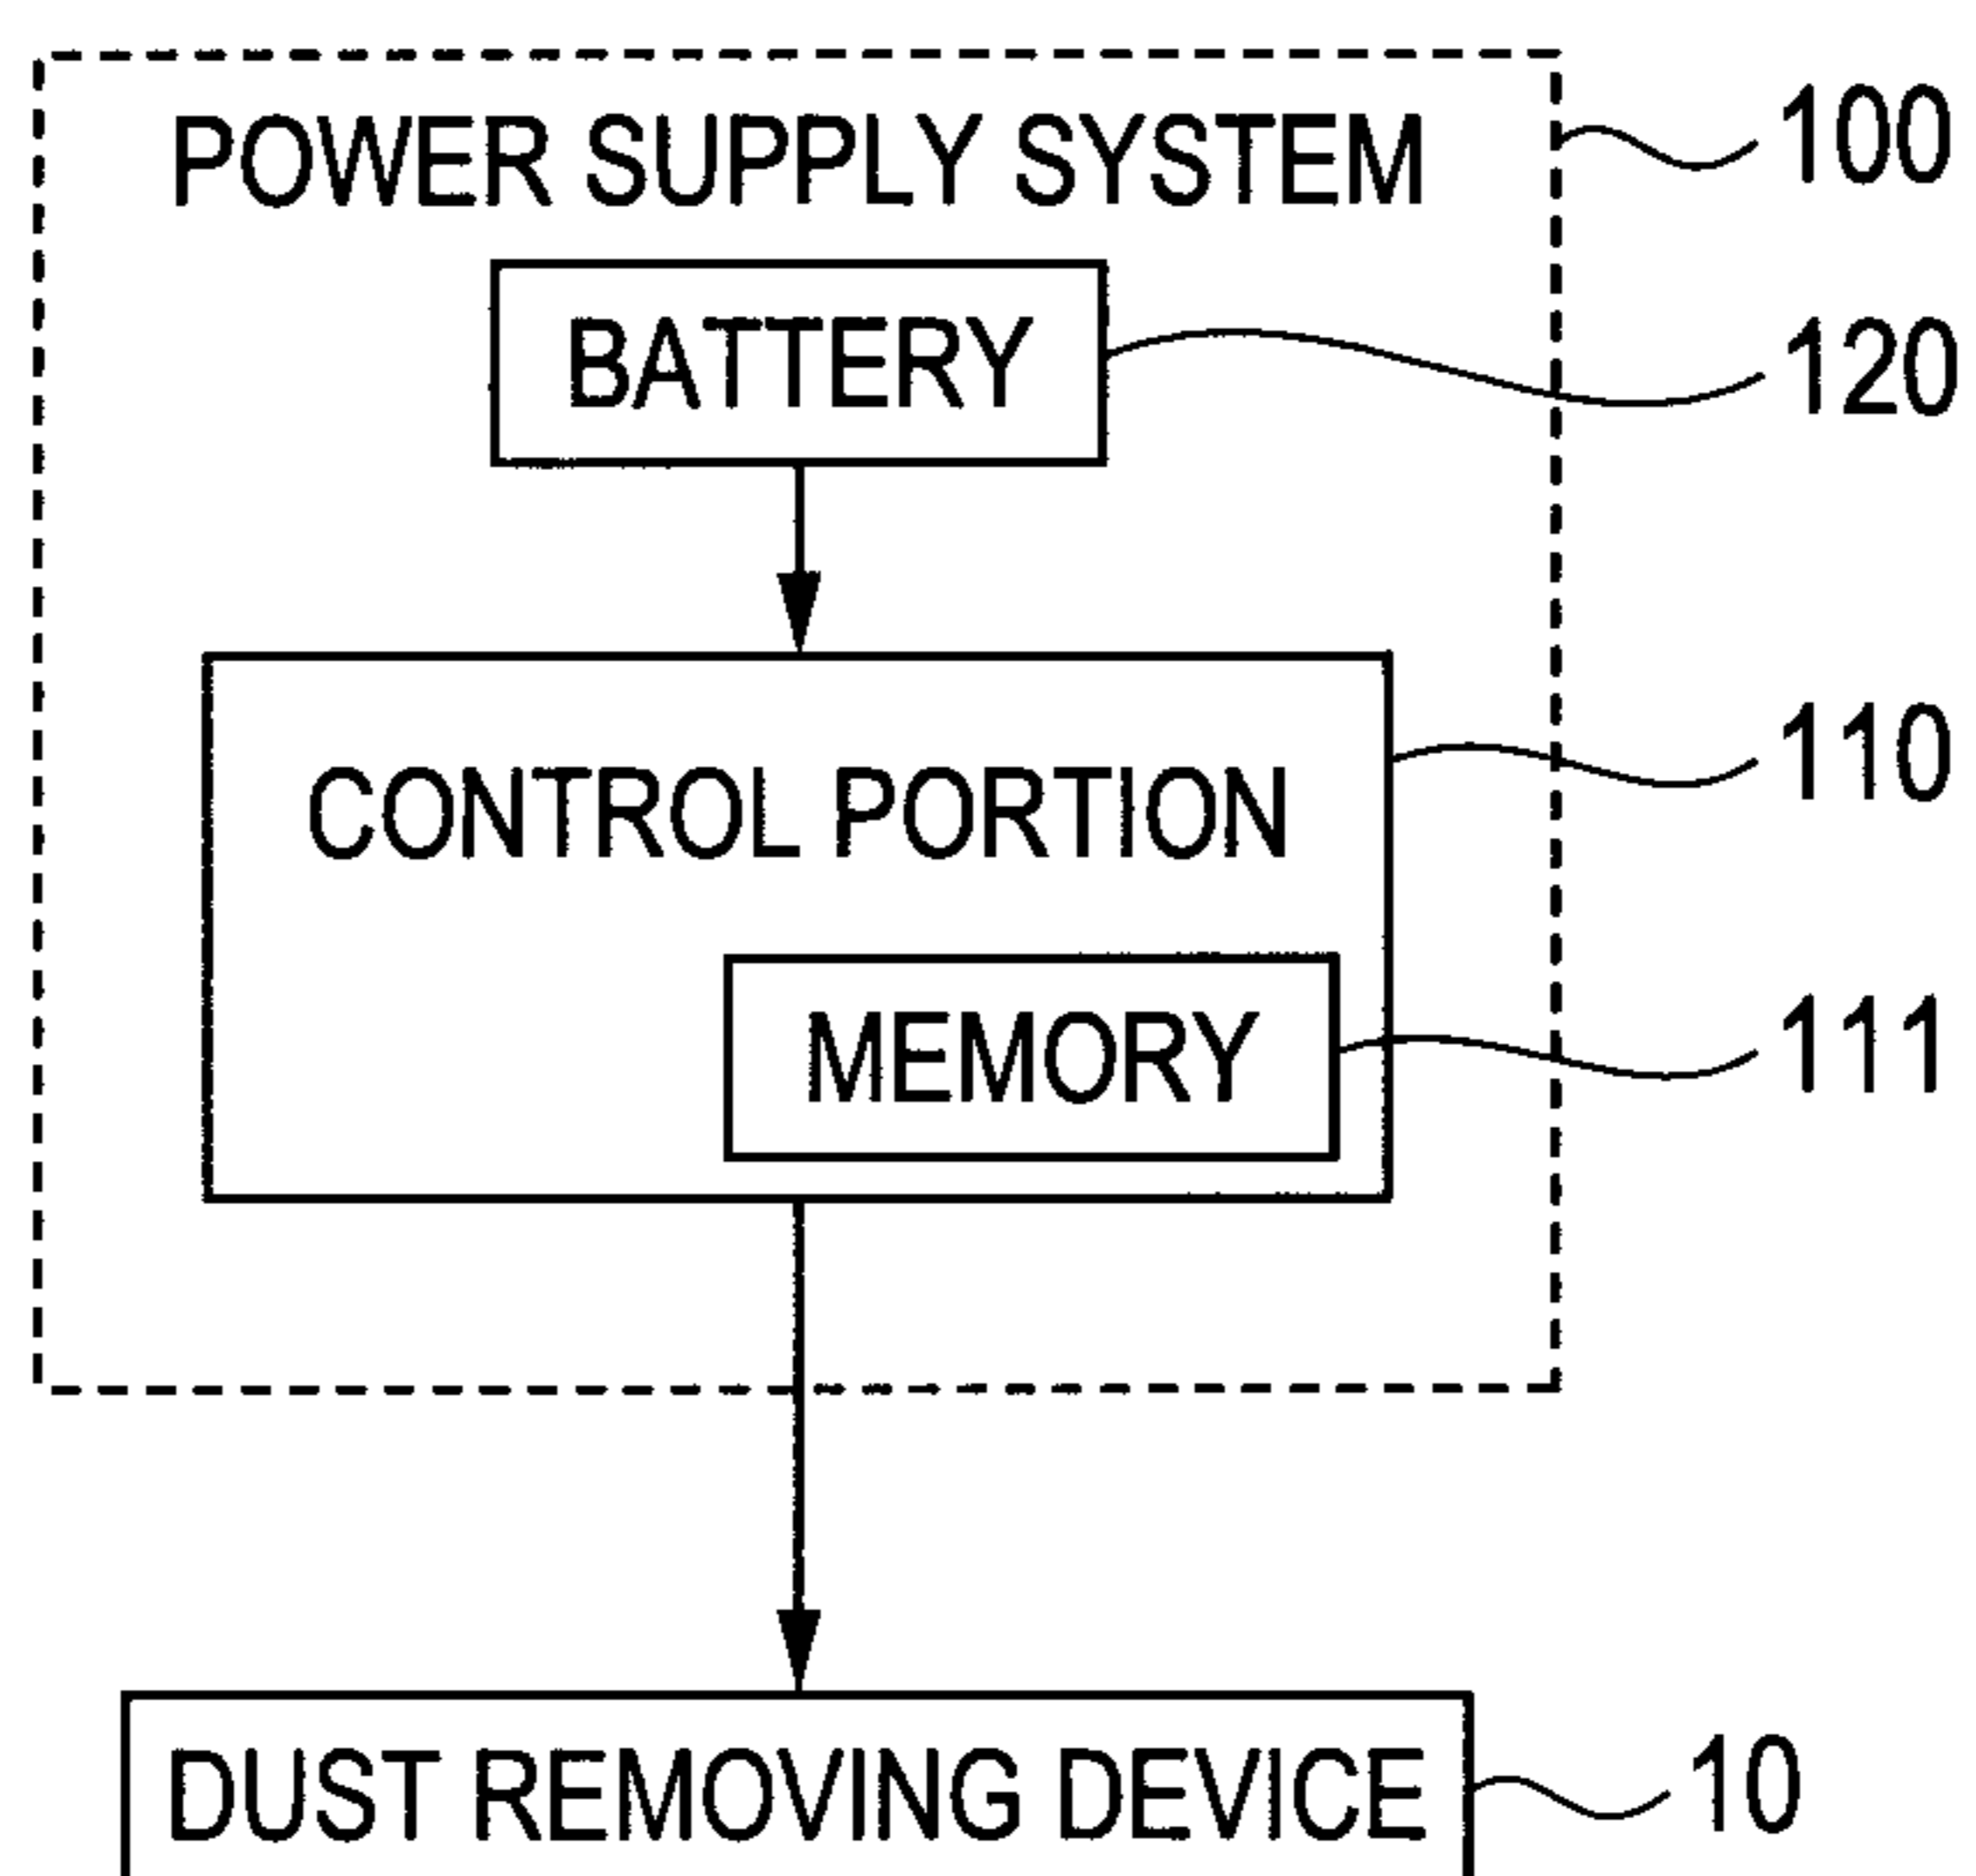 POWER SUPPLY SYSTEM
100
BATTERY
120
CONTROL PORTION
110
MEMORY
111
DUST REMOVING DEVICE
10